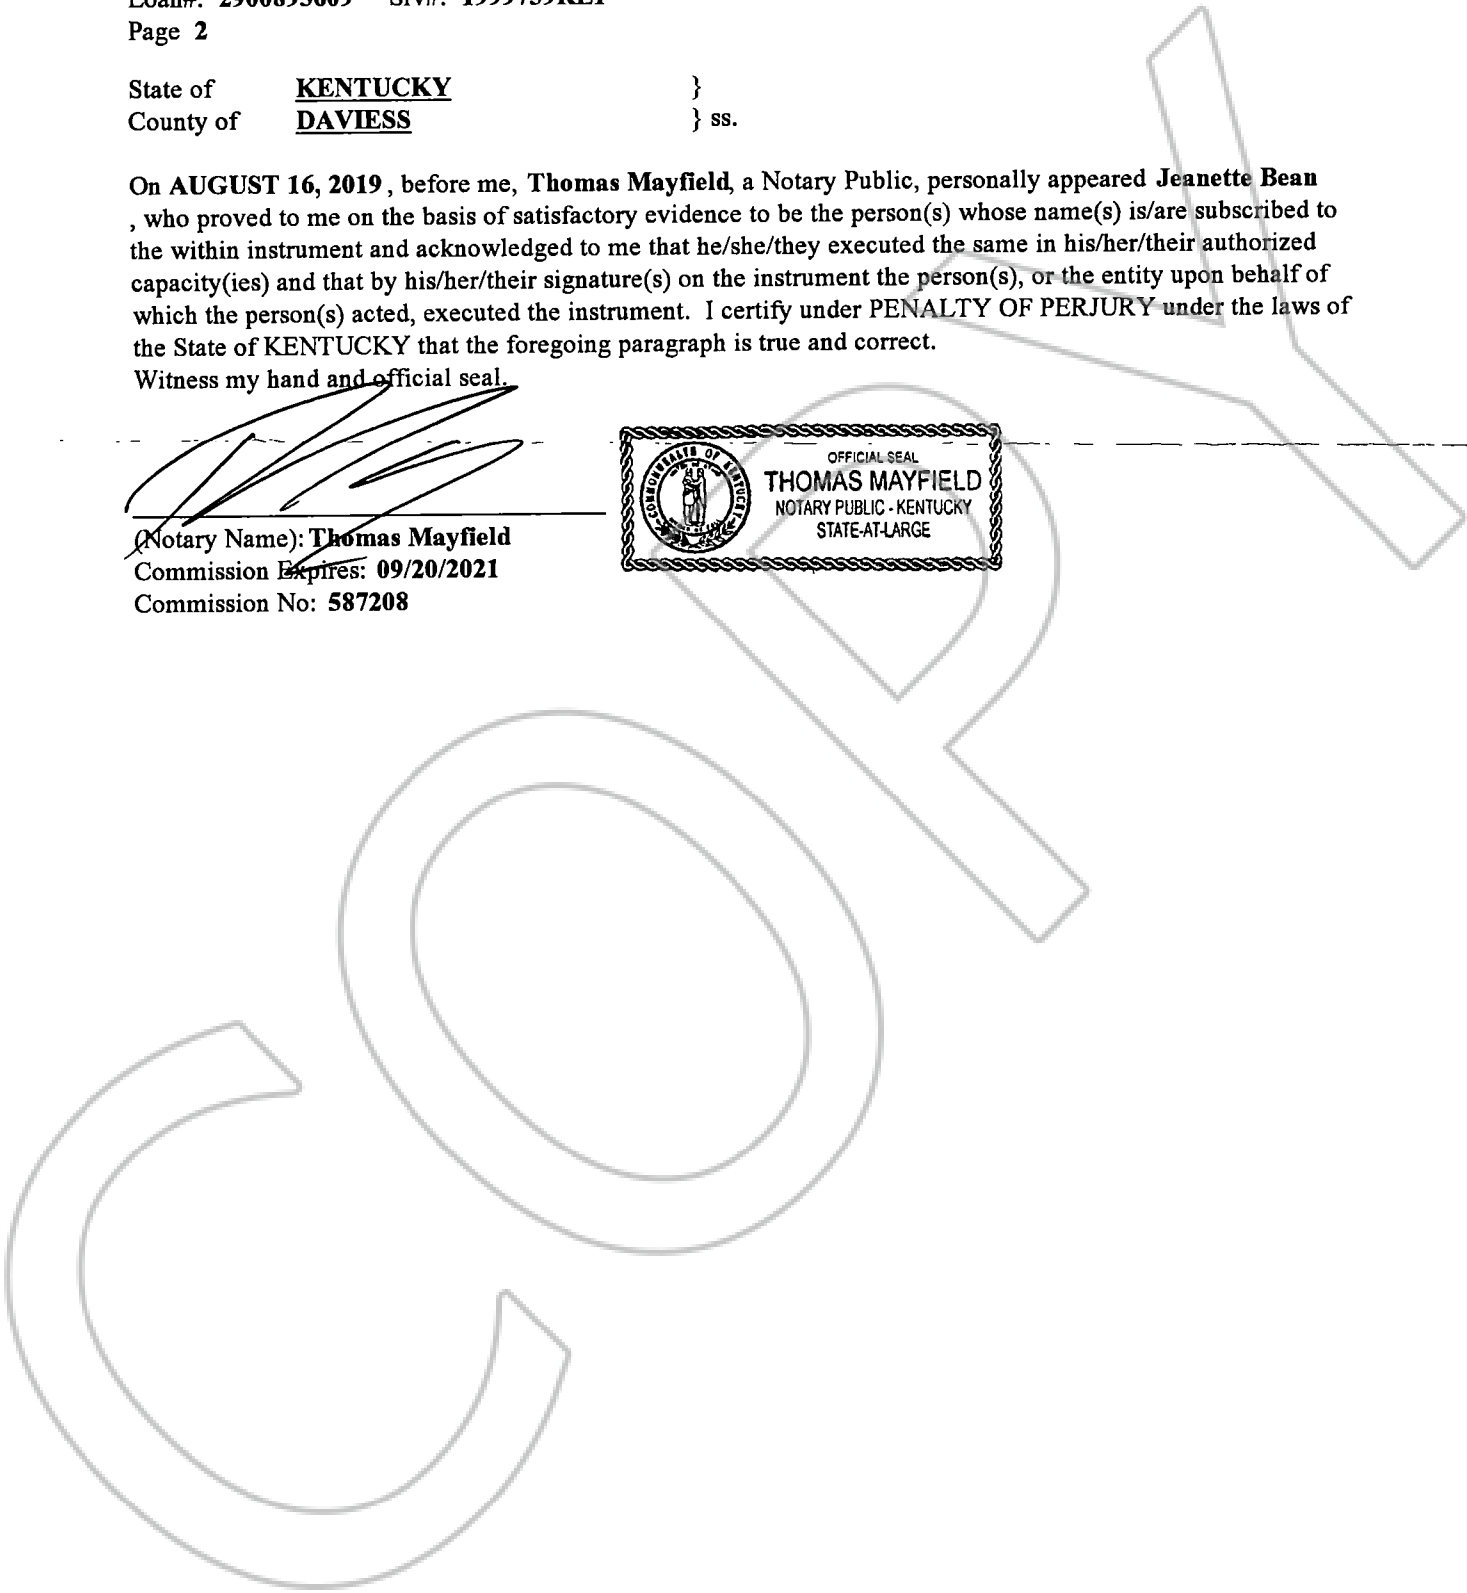 Page 2
State of KENTUCKY }
County of DAVIESS } ss.
On AUGUST 16, 2019 , before me, Thomas Mayfield, a Notary Public, personally appeared Jeanette Bean
, who proved to me on the basis of satisfactory evidence to be the person(s) whose name(s) is/are subscribed to
the within instrument and acknowledged to me that he/she/they executed the same in his/her/their authorized
capacity(ies) and that by his/her/their signature(s) on the instrument the person(s), or the entity upon behalf of
which the person(s) acted, executed the instrument. I certify under PENALTY OF PERJURY under the laws of
the State of KENTUCKY that the foregoing paragraph is true and correct.
Witness my hand and official seal.
COMMONWEALTH OF KENTUCKY
OFFICIAL SEAL
THOMAS MAYFIELD
NOTARY PUBLIC - KENTUCKY
STATE-AT-LARGE
(Notary Name): Thomas Mayfield
Commission Expires: 09/20/2021
Commission No: 587208
COPY